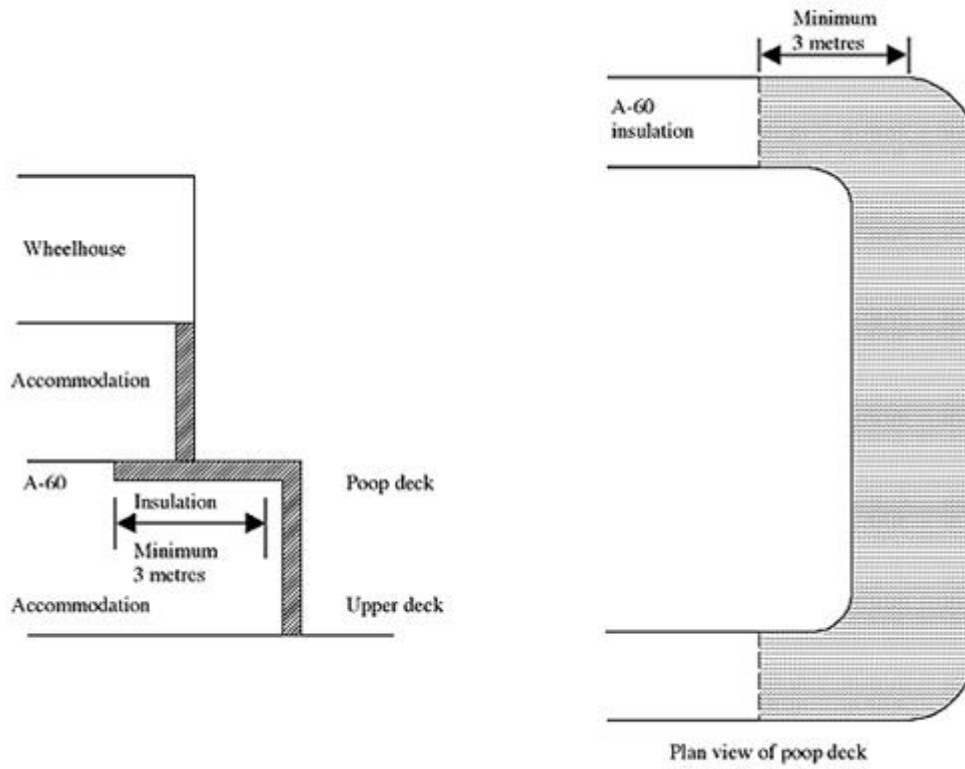 Minimum
3 metres
A-60
insulation
Wheelhouse
Accommodation
A-60
Insulation
Minimum
3 metres
Poop deck
Accommodation
Upper deck
Plan view of poop deck